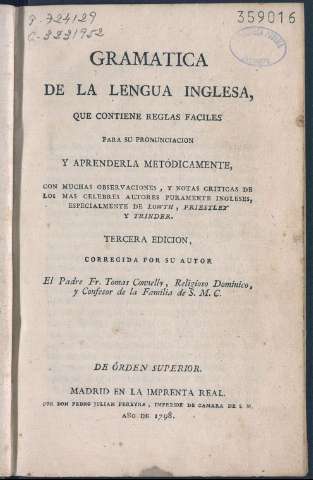 P. 724129
C. 2221952
359016
GRAMATICA
DE LA LENGUA INGLESA,
QUE CONTIENE REGLAS FACILES
PARA SU PRONUNCIACION
Y APRENDERLA METÓDICAMENTE,
CON MUCHAS OBSERVACIONES, Y NOTAS CRITICAS DE
LOS MAS CELEBRES AUTORES PURAMENTE INGLESES,
ESPECIALMENTE DE LOWTH, PRIESTLEY
Y TRINDER.
TERCERA EDICION,
CORREGIDA POR SU AUTOR
El Padre Fr. Tomas Connelly, Religioso Dominico,
y Confesor de la Familia de S. M. C.
DE ÓRDEN SUPERIOR.
MADRID EN LA IMPRENTA REAL.
POR DON PEDRO JULIAN PEREYRA, IMPRESOR DE CAMARA DE S. M.
AÑO DE 1798.